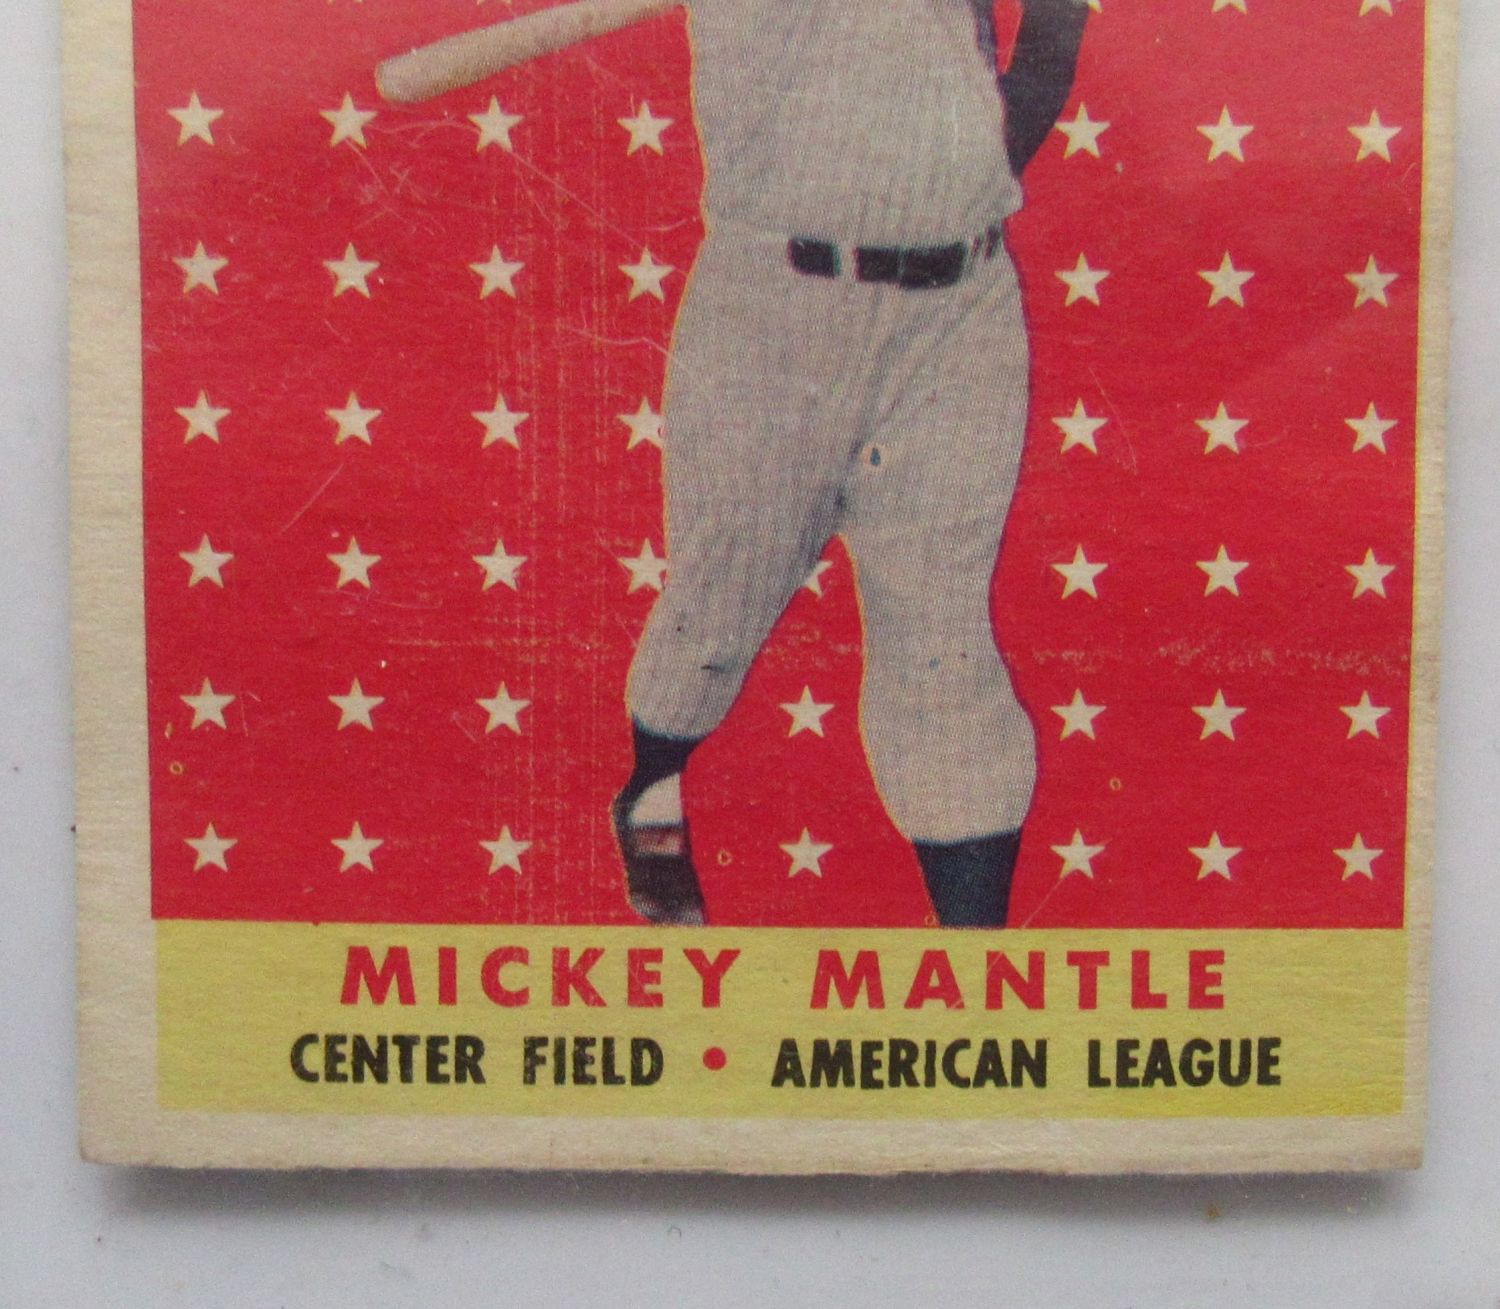 MICKEY MANTLE
CENTER FIELD • AMERICAN LEAGUE